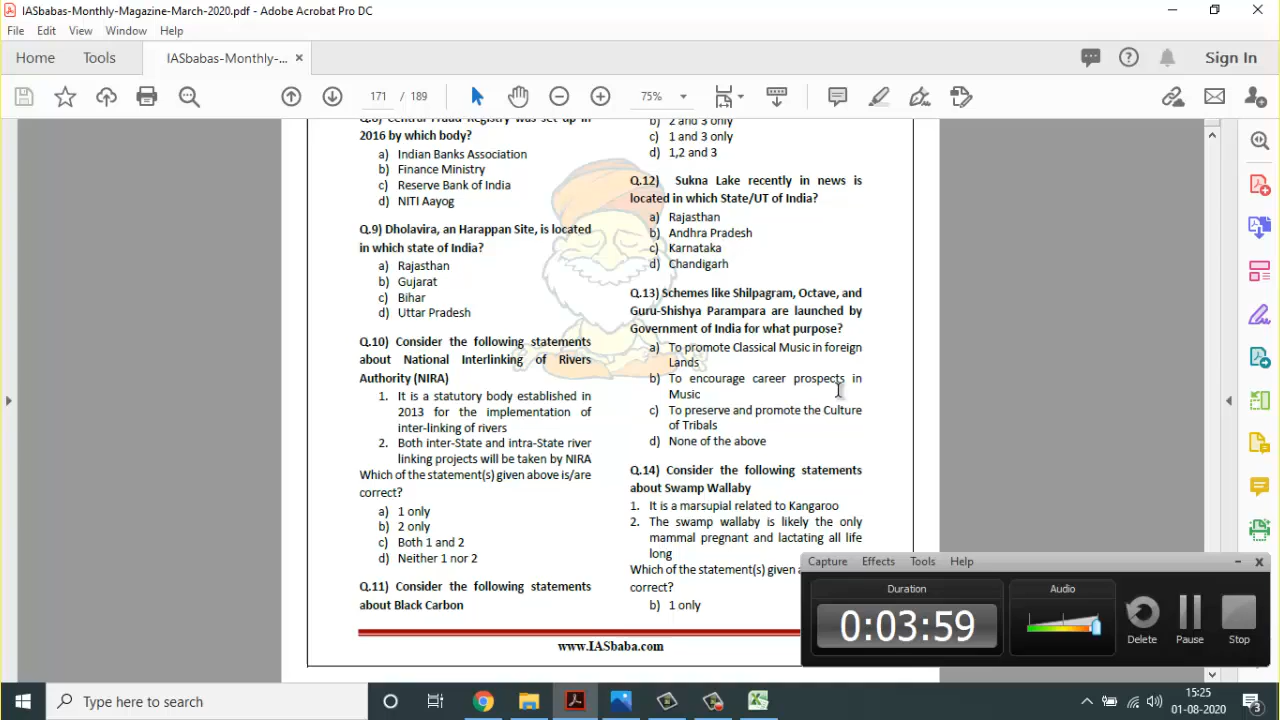 IASbabas-Monthly-Magazine-March-2020.pdf - Adobe Acrobat Pro DC
File Edit View Window Help
Home Tools IASbabas-Monthly-... Sign In
171 / 189 75%
Q.8) Central Fraud Registry was set up in
2016 by which body?
a) Indian Banks Association
b) Finance Ministry
c) Reserve Bank of India
d) NITI Aayog
Q.9) Dholavira, an Harappan Site, is located
in which state of India?
a) Rajasthan
b) Gujarat
c) Bihar
d) Uttar Pradesh
Q.10) Consider the following statements
about National Interlinking of Rivers
Authority (NIRA)
1. It is a statutory body established in
2013 for the implementation of
inter-linking of rivers
2. Both inter-State and intra-State river
linking projects will be taken by NIRA
Which of the statement(s) given above is/are
correct?
a) 1 only
b) 2 only
c) Both 1 and 2
d) Neither 1 nor 2
Q.11) Consider the following statements
about Black Carbon
b) 2 and 3 only
c) 1 and 3 only
d) 1,2 and 3
Q.12) Sukna Lake recently in news is
located in which State/UT of India?
a) Rajasthan
b) Andhra Pradesh
c) Karnataka
d) Chandigarh
Q.13) Schemes like Shilpagram, Octave, and
Guru-Shishya Parampara are launched by
Government of India for what purpose?
a) To promote Classical Music in foreign
Lands
b) To encourage career prospects in
Music
c) To preserve and promote the Culture
of Tribals
d) None of the above
Q.14) Consider the following statements
about Swamp Wallaby
1. It is a marsupial related to Kangaroo
2. The swamp wallaby is likely the only
mammal pregnant and lactating all life
long
Which of the statement(s) given
correct?
b) 1 only
www.IASbaba.com
Capture Effects Tools Help
Duration
0:03:59
Audio
Delete Pause Stop
Type here to search
15:25
01-08-2020
3